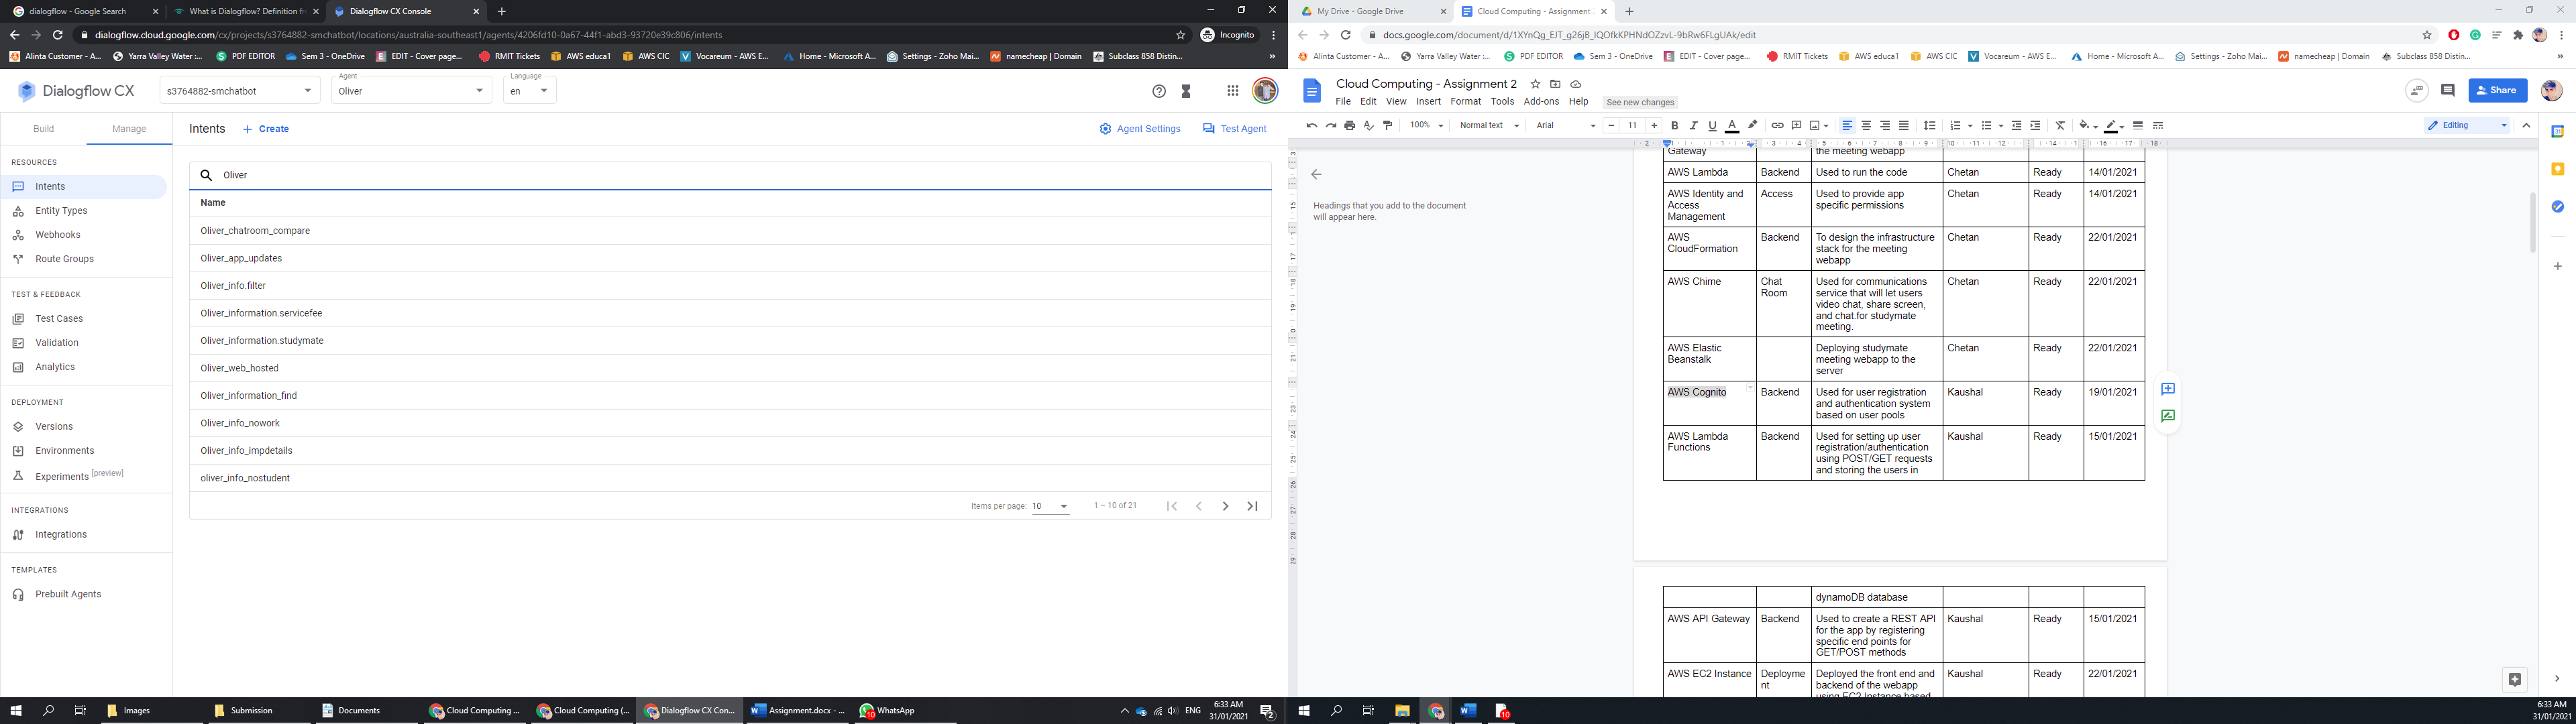 dialogflow - Google Search
What is Dialogflow? Definition fr
Dialogflow CX Console
dialogflow.cloud.google.com/cx/projects/s3764882-smchatbot/locations/australia-southeast1/agents/4206fd10-0a67-44f1-abd3-93720e39c806/intents
Incognito
Alinta Customer - A...
Yarra Valley Water :...
PDF EDITOR
Sem 3 - OneDrive
EDIT - Cover page...
RMIT Tickets
AWS educa1
AWS CIC
Vocareum - AWS E...
Home - Microsoft A...
Settings - Zoho Mai...
namecheap | Domain
Subclass 858 Distin...
Dialogflow CX
s3764882-smchatbot
Agent
Oliver
Language
en
Build
Manage
Intents
Create
Agent Settings
Test Agent
RESOURCES
Intents
Entity Types
Webhooks
Route Groups
TEST & FEEDBACK
Test Cases
Validation
Analytics
DEPLOYMENT
Versions
Environments
Experiments [preview]
INTEGRATIONS
Integrations
TEMPLATES
Prebuilt Agents
Oliver
Name
Oliver_chatroom_compare
Oliver_app_updates
Oliver_info.filter
Oliver_information.servicefee
Oliver_information.studymate
Oliver_web_hosted
Oliver_information_find
Oliver_info_nowork
Oliver_info_impdetails
oliver_info_nostudent
Items per page: 10
1 – 10 of 21
My Drive - Google Drive
Cloud Computing - Assignment
docs.google.com/document/d/1XYnQg_EJT_g26jB_IQOfkKPHNdOZzvL-9bRw6FLgUAk/edit
Alinta Customer - A...
Yarra Valley Water :...
PDF EDITOR
Sem 3 - OneDrive
EDIT - Cover page...
RMIT Tickets
AWS educa1
AWS CIC
Vocareum - AWS E...
Home - Microsoft A...
Settings - Zoho Mai...
namecheap | Domain
Subclass 858 Distin...
Cloud Computing - Assignment 2
File Edit View Insert Format Tools Add-ons Help
See new changes
Share
100%
Normal text
Arial
11
Editing
Headings that you add to the document
will appear here.
Gateway the meeting webapp
AWS Lambda Backend Used to run the code Chetan Ready 14/01/2021
AWS Identity and Access Used to provide app Chetan Ready 14/01/2021
Access specific permissions
Management
AWS Backend To design the infrastructure Chetan Ready 22/01/2021
CloudFormation stack for the meeting
webapp
AWS Chime Chat Used for communications Chetan Ready 22/01/2021
Room service that will let users
video chat, share screen,
and chat.for studymate
meeting.
AWS Elastic Deploying studymate Chetan Ready 22/01/2021
Beanstalk meeting webapp to the
server
AWS Cognito Backend Used for user registration Kaushal Ready 19/01/2021
and authentication system
based on user pools
AWS Lambda Backend Used for setting up user Kaushal Ready 15/01/2021
Functions registration/authentication
using POST/GET requests
and storing the users in
dynamoDB database
AWS API Gateway Backend Used to create a REST API Kaushal Ready 15/01/2021
for the app by registering
specific end points for
GET/POST methods
AWS EC2 Instance Deployme Deployed the front end and Kaushal Ready 22/01/2021
nt backend of the webapp
using EC2 Instance based
Images
Submission
Documents
Cloud Computing ...
Cloud Computing (...
Dialogflow CX Con...
Assignment.docx - ...
WhatsApp
ENG
6:33 AM
31/01/2021
6:33 AM
31/01/2021